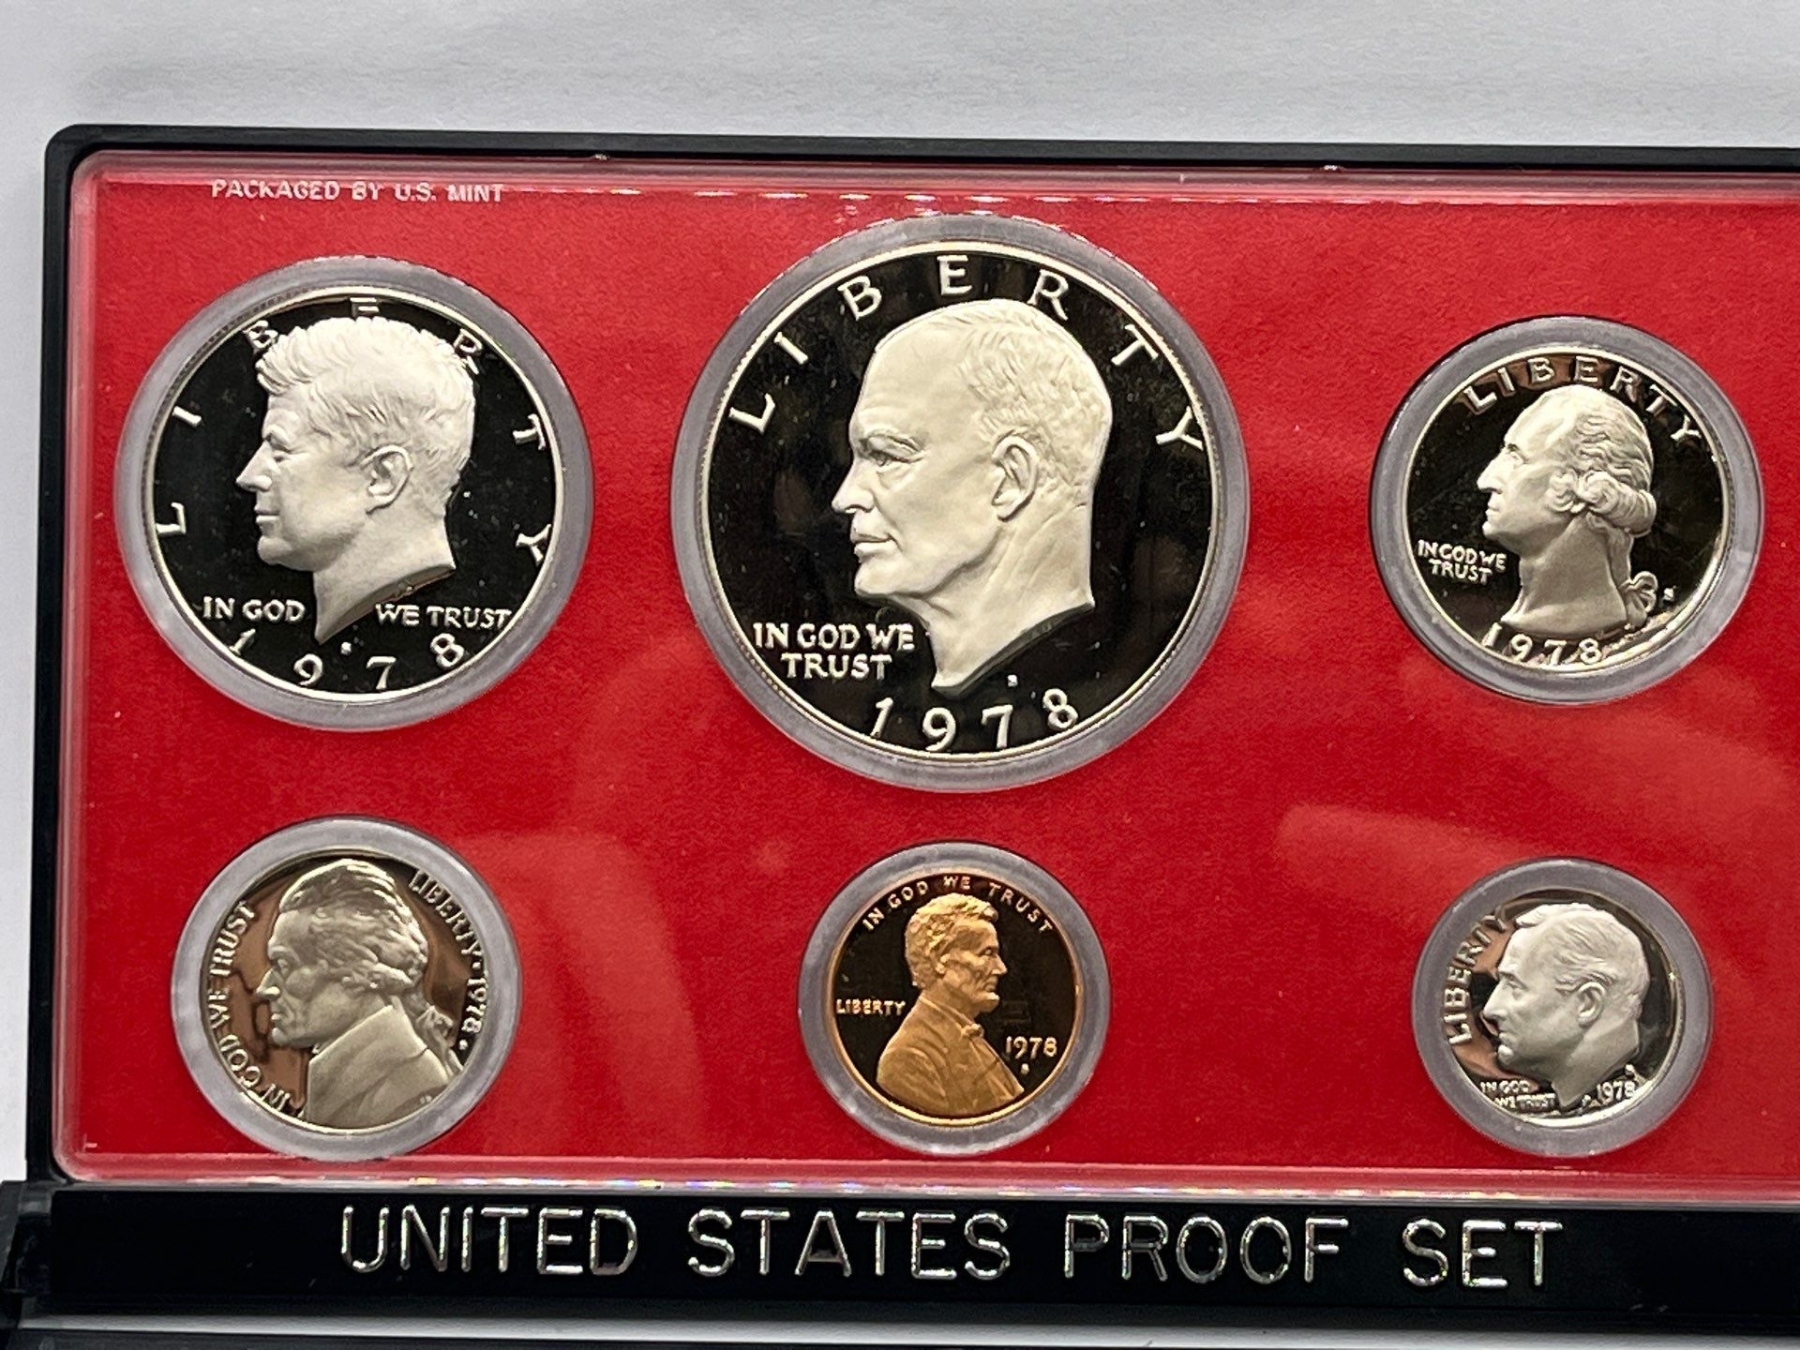 PACKAGED BY U.S. MINT
LIBERTY
IN GOD WE TRUST
1978
S
LIBERTY
IN GOD WE
TRUST
S
1978
LIBERTY
IN GOD WE
TRUST
S
1978
IN GOD WE TRUST
LIBERTY · 1978
S
IN GOD WE TRUST
LIBERTY
1978
S
LIBERTY
IN GOD
WE TRUST
1978
S
UNITED STATES PROOF SET